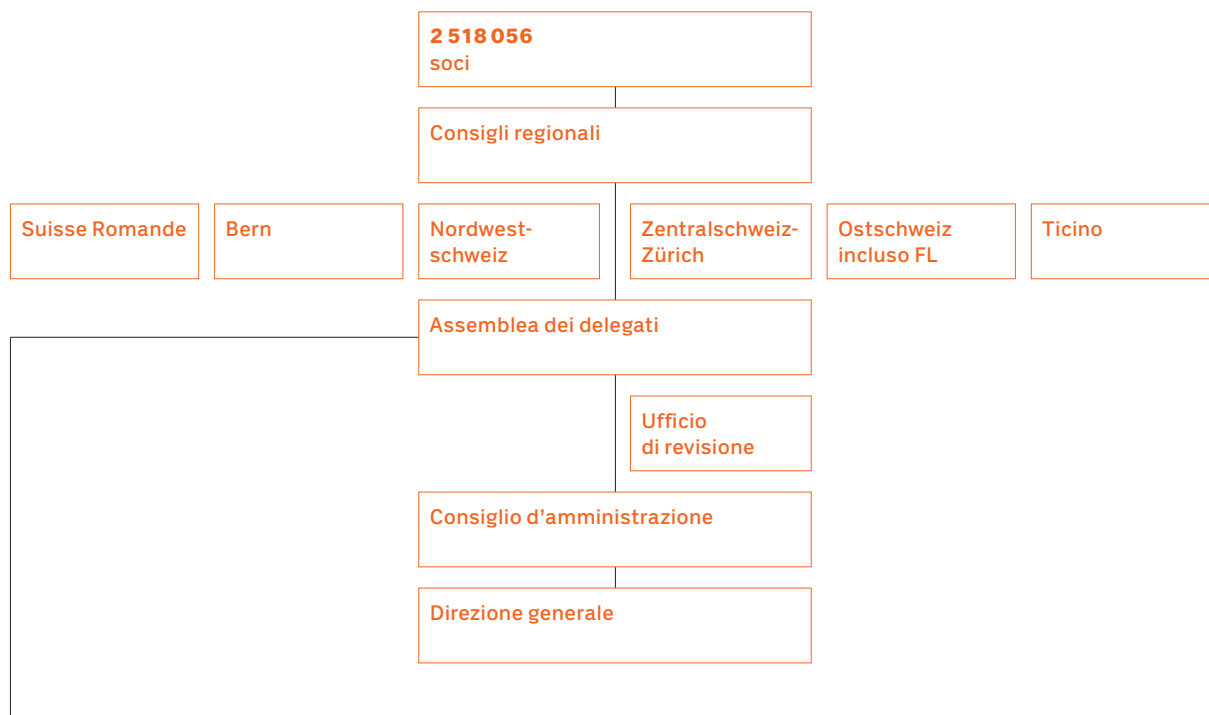 2 518 056
soci
Consigli regionali
Suisse Romande
Bern
Nordwest-
schweiz
Zentralschweiz-
Zürich
Ostschweiz
incluso FL
Ticino
Assemblea dei delegati
Ufficio
di revisione
Consiglio d’amministrazione
Direzione generale